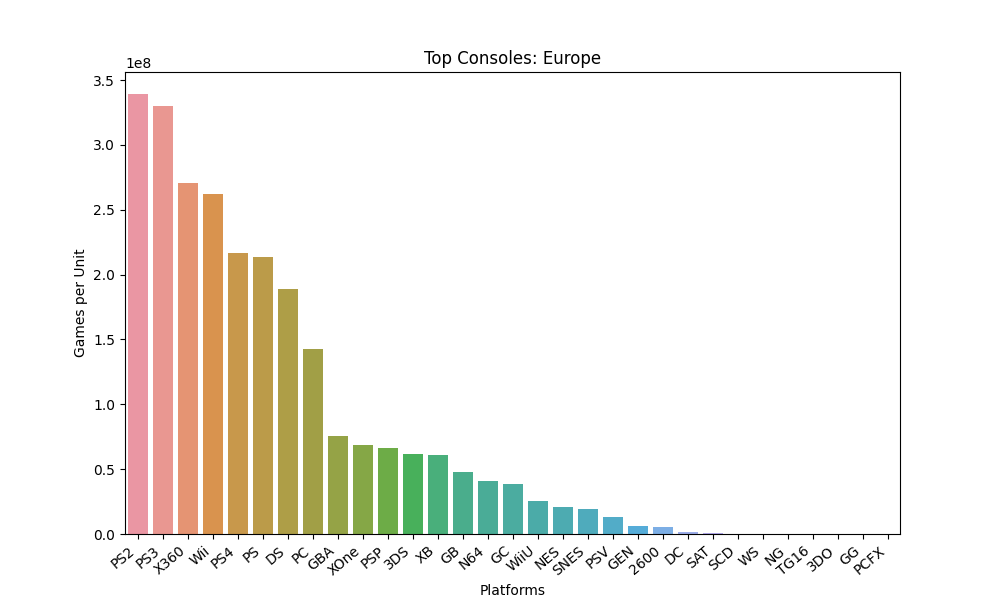 Top Consoles: Europe
1e8
3.5
3.0
2.5
2.0
1.5
1.0
0.5
0.0
Games per Unit
PS2
PS3
X360
Wii
PS4
PS
DS
PC
GBA
XOne
PSP
3DS
XB
GB
N64
GC
WiiU
NES
SNES
PSV
GEN
2600
DC
SAT
SCD
WS
NG
TG16
3DO
GG
PCFX
Platforms